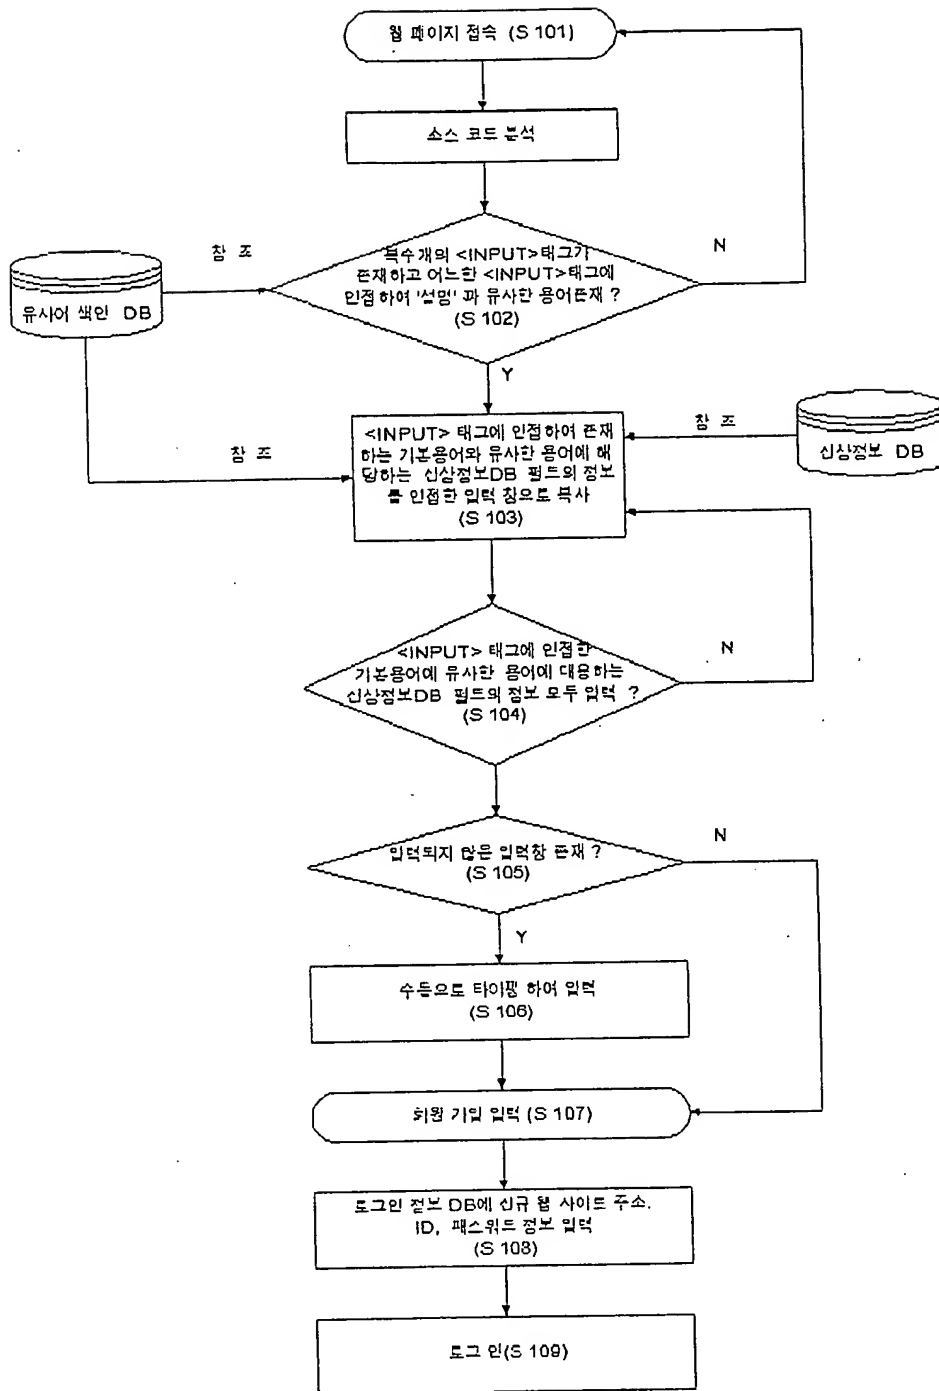 웹 페이지 접속 (S 101)
소스 코드 분석
참 조
N
복수개의 <INPUT>태그가
존재하고 어느한 <INPUT>태그에
인접하여 '성명' 과 유사한 용어존재 ?
(S 102)
유사어 색인 DB
Y
<INPUT> 태그에 인접하여 존재
하는 기본용어와 유사한 용어에 해
당하는 신상정보DB 필드의 정보
를 인접한 입력 창으로 복사
(S 103)
참 조
신상정보 DB
참 조
<INPUT> 태그에 인접한
기본용어에 유사한 용어에 대응하는
신상정보DB 필드의 정보 모두 입력 ?
(S 104)
N
입력되지 않은 입력창 존재 ?
(S 105)
N
Y
수동으로 타이핑 하여 입력
(S 106)
회원 가입 입력 (S 107)
로그인 정보 DB에 신규 웹 사이트 주소,
ID, 패스워드 정보 입력
(S 108)
로그 인(S 109)